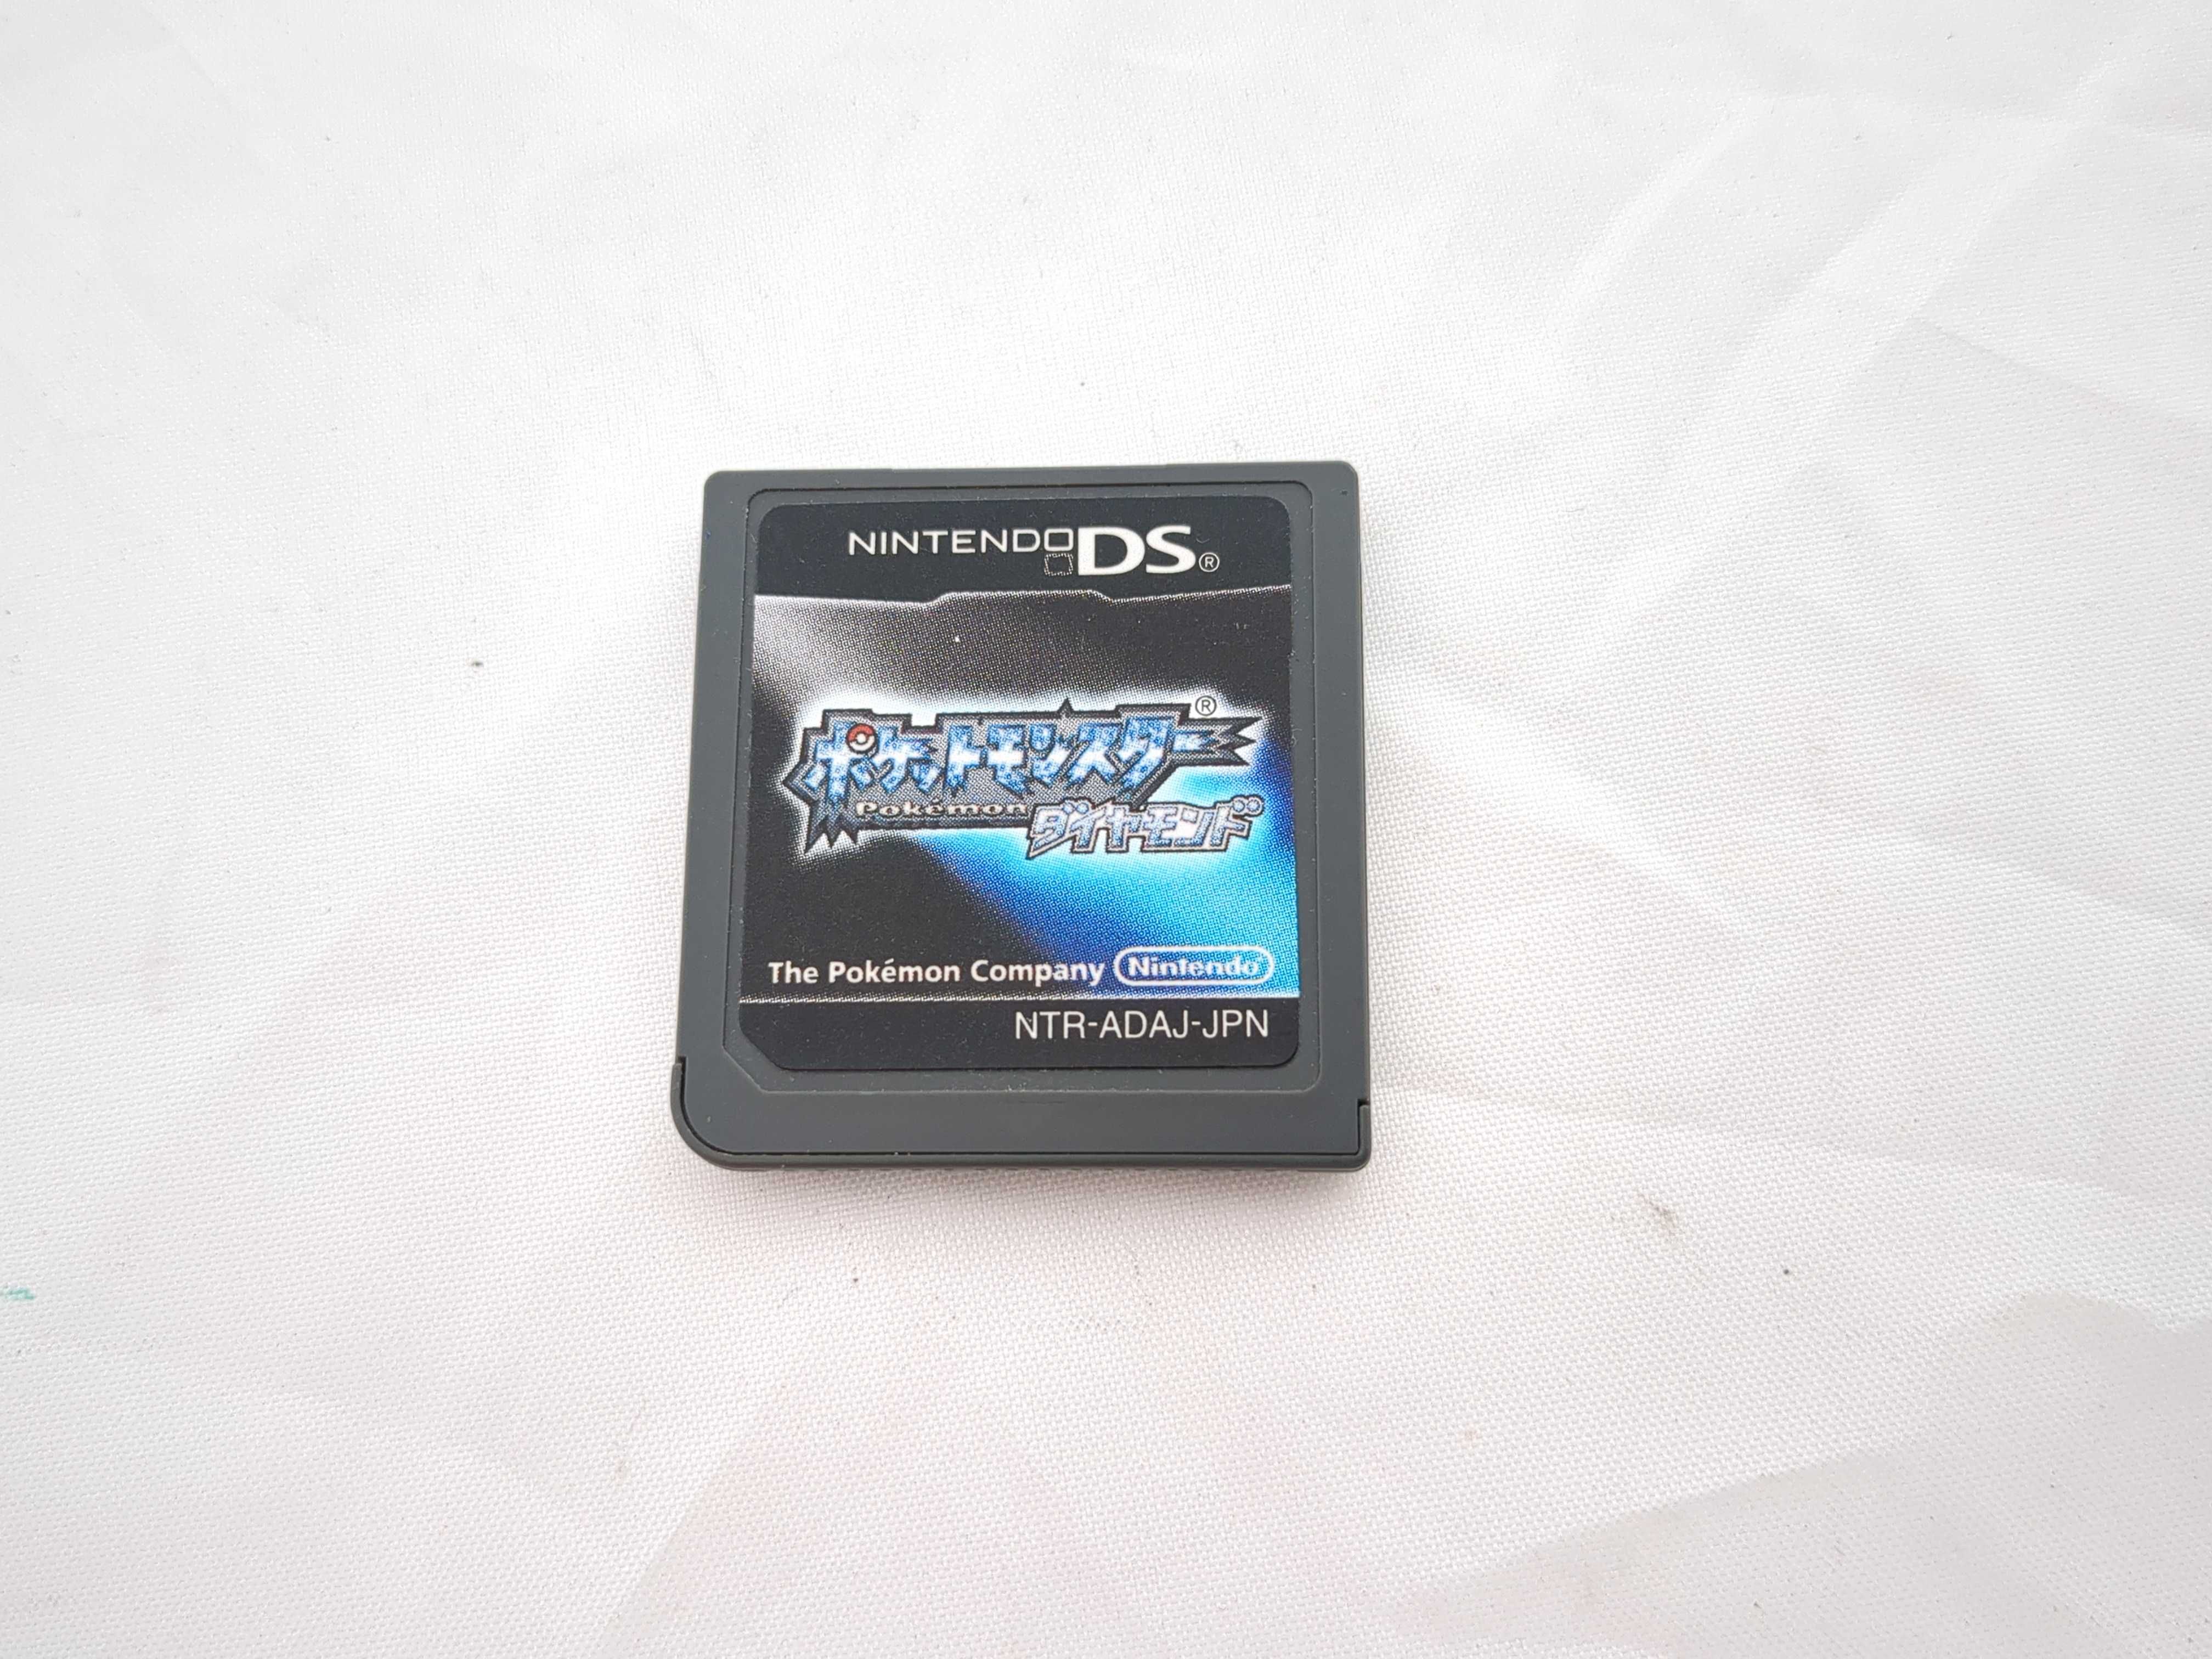 NINTENDO DS®
ポケットモンスター®
Pokémon ダイヤモンド
The Pokémon Company Nintendo
NTR-ADAJ-JPN